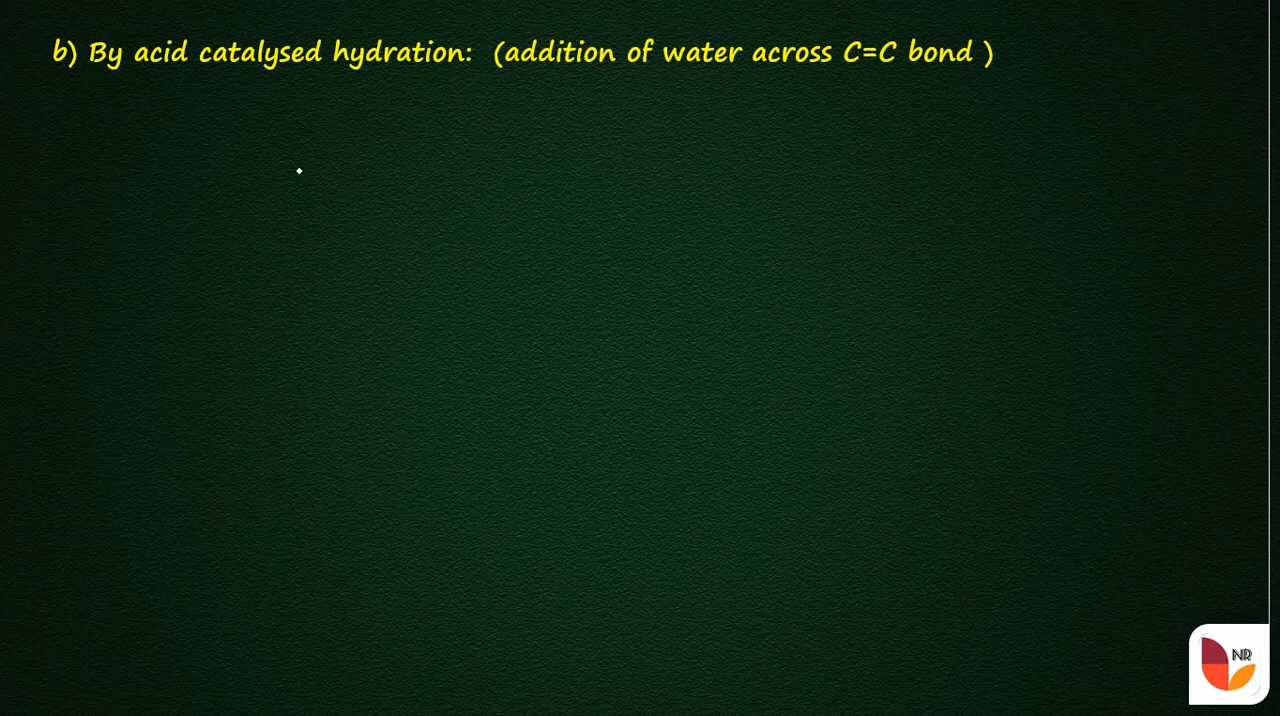 b) By acid catalysed hydration: (addition of water across C=C bond )
NR